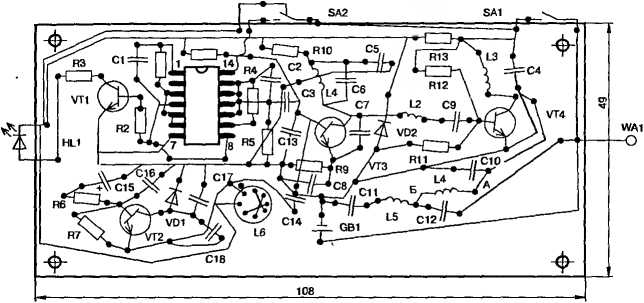 SA2 SA1
R10 C5 R13 L3
C1 1 14 C2 R12 C4
R3 R4 L4 C6
VT1 C3 C7 L2 C9 VT4
R2 C13 VD2
HL1 7 8 R5 WA1
49
R9 VT3 R11 C10
C16 C17 C8 L4 А
C15 C11 Б
R6 + C14 L5 C12
VD1 L6 GB1
R7 VT2 C18
108